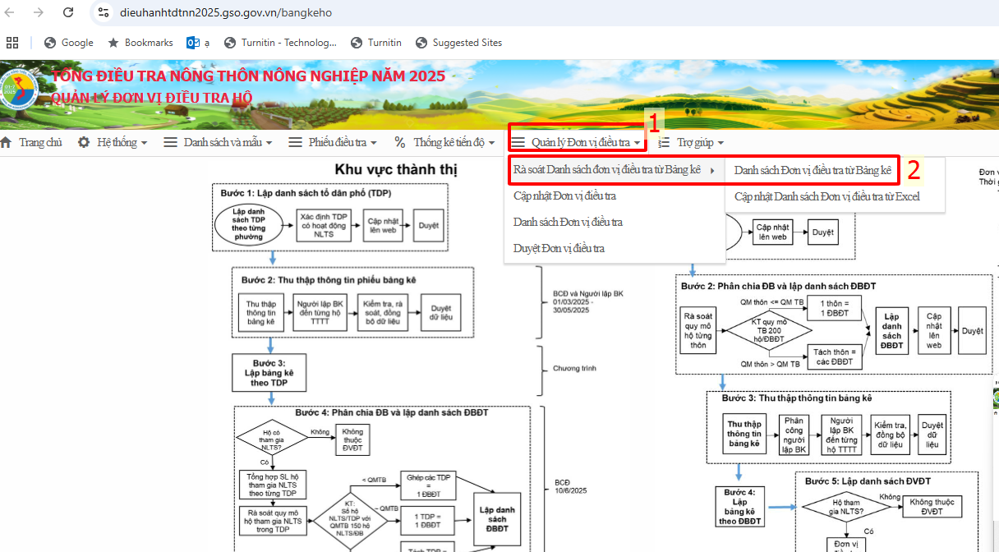 dieuhanhtdtnn2025.gso.gov.vn/bangkeho
Google
Bookmarks
ạ
Turnitin - Technolog...
Turnitin
Suggested Sites
TỔNG ĐIỀU TRA NÔNG THÔN NÔNG NGHIỆP NĂM 2025
QUẢN LÝ ĐƠN VỊ ĐIỀU TRA HỘ
1
Trang chủ
Hệ thống
Danh sách và mẫu
Phiếu điều tra
Thống kê tiến độ
Quản lý Đơn vị điều tra
Trợ giúp
Rà soát Danh sách đơn vị điều tra từ Bảng kê
Cập nhật Đơn vị điều tra
Danh sách Đơn vị điều tra
Duyệt Đơn vị điều tra
Danh sách Đơn vị điều tra từ Bảng kê
2
Cập nhật Danh sách Đơn vị điều tra từ Excel
Đơn v
Thời
Khu vực thành thị
Bước 1: Lập danh sách tổ dân phố (TDP)
Lập danh
sách TDP
theo từng
phường
Xác định TDP
có hoạt động
NLTS
Cập nhật
lên web
Duyệt
Bước 2: Thu thập thông tin phiếu bảng kê
Thu thập
thông tin
bảng kê
Người lập BK
đến từng hộ
TTTT
Kiểm tra, rà
soát, đồng
bộ dữ liệu
Duyệt
dữ liệu
BCĐ và Người lập BK
01/03/2025 -
30/05/2025
Bước 3:
Lập bảng kê
theo TDP
Chương trình
Bước 4: Phân chia ĐB và lập danh sách ĐBĐT
Hộ có
tham gia
NLTS?
Không
Không
thuộc
ĐVĐT
Có
Tổng hợp SL hộ
tham gia NLTS
theo từng TDP
Rà soát quy mô
hộ tham gia NLTS
trong TDP
KT:
Số hộ
NLTS/TDP với
QMTB 150 hộ
NLTS/ĐB
< QMTB
Ghép các TDP
=
1 ĐBĐT
~ QMTB
1 TDP =
1 ĐBĐT
Tách TDP =
Lập danh
sách
ĐBĐT
BCĐ
10/6/2025
Cập nhật
lên web
Duyệt
Bước 2: Phân chia ĐB và lập danh sách ĐBĐT
Rà soát
quy mô
hộ từng
thôn
QM thôn <= QM TB
KT quy mô
TB 200
hộ/ĐBĐT
QM thôn > QM TB
1 thôn =
1 ĐBĐT
Tách thôn =
các ĐBĐT
Lập
danh
sách
ĐBĐT
Cập
nhật
lên
web
Duyệt
Bước 3: Thu thập thông tin bảng kê
Thu thập
thông tin
bảng kê
Phân
công
người
lập BK
Người
lập BK
đến từng
hộ TTTT
Kiểm tra,
đồng bộ
dữ liệu
Duyệt
dữ
liệu
Bước 4:
Lập
bảng kê
theo ĐBĐT
Bước 5: Lập danh sách ĐVĐT
Hộ tham
gia NLTS?
Không
Không thuộc
ĐVĐT
Có
Đơn vị